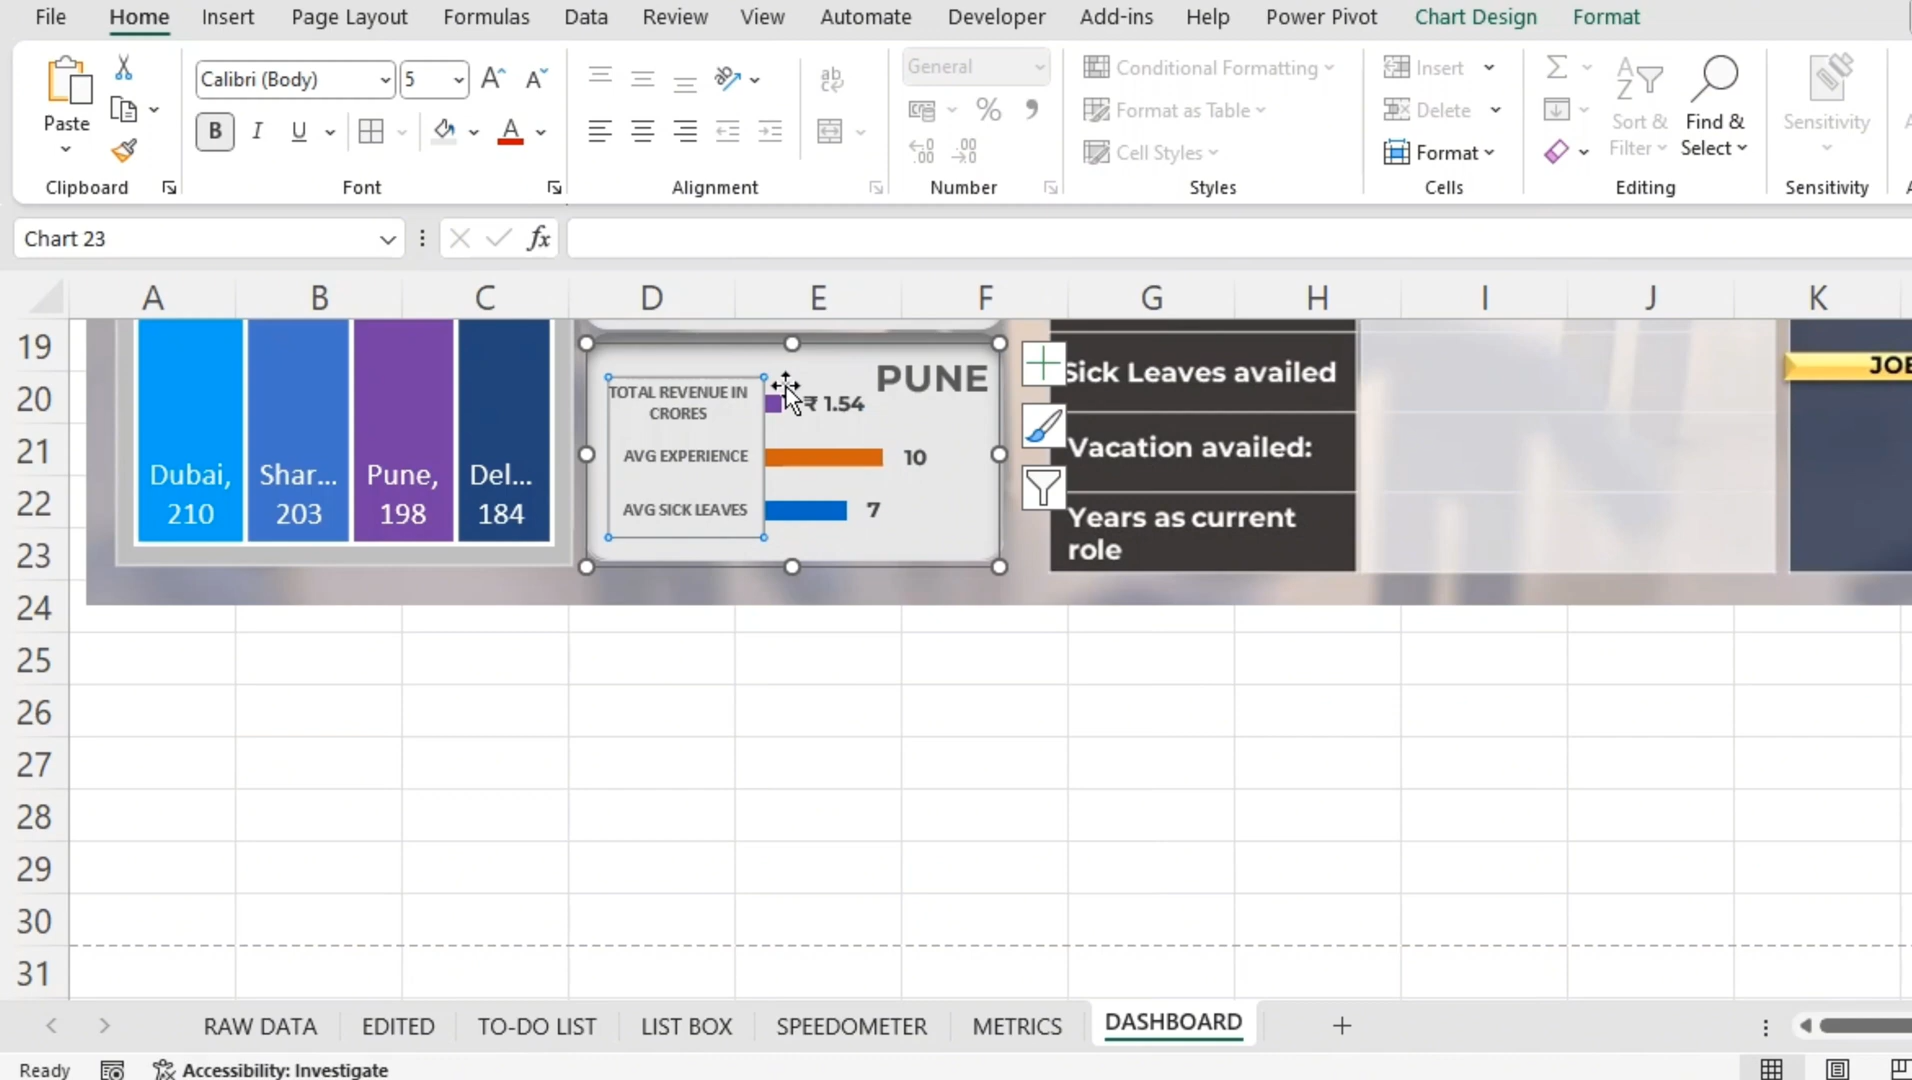 File Home Insert Page Layout Formulas Data Review View Automate Developer Add-ins Help Power Pivot Chart Design Format
Paste
Clipboard
Calibri (Body) 5
B I U A
Font
Alignment
General
%
Number
Conditional Formatting
Format as Table
Cell Styles
Styles
Insert
Delete
Format
Cells
Sort & Filter
Find & Select
Editing
Sensitivity
Sensitivity
Chart 23
fx
A B C D E F G H I J K
19
20
21
22
23
24
25
26
27
28
29
30
31
Dubai, 210
Shar... 203
Pune, 198
Del... 184
PUNE
TOTAL REVENUE IN
CRORES
₹ 1.54
AVG EXPERIENCE 10
AVG SICK LEAVES 7
Sick Leaves availed
Vacation availed:
Years as current
role
RAW DATA EDITED TO-DO LIST LIST BOX SPEEDOMETER METRICS DASHBOARD
Ready Accessibility: Investigate